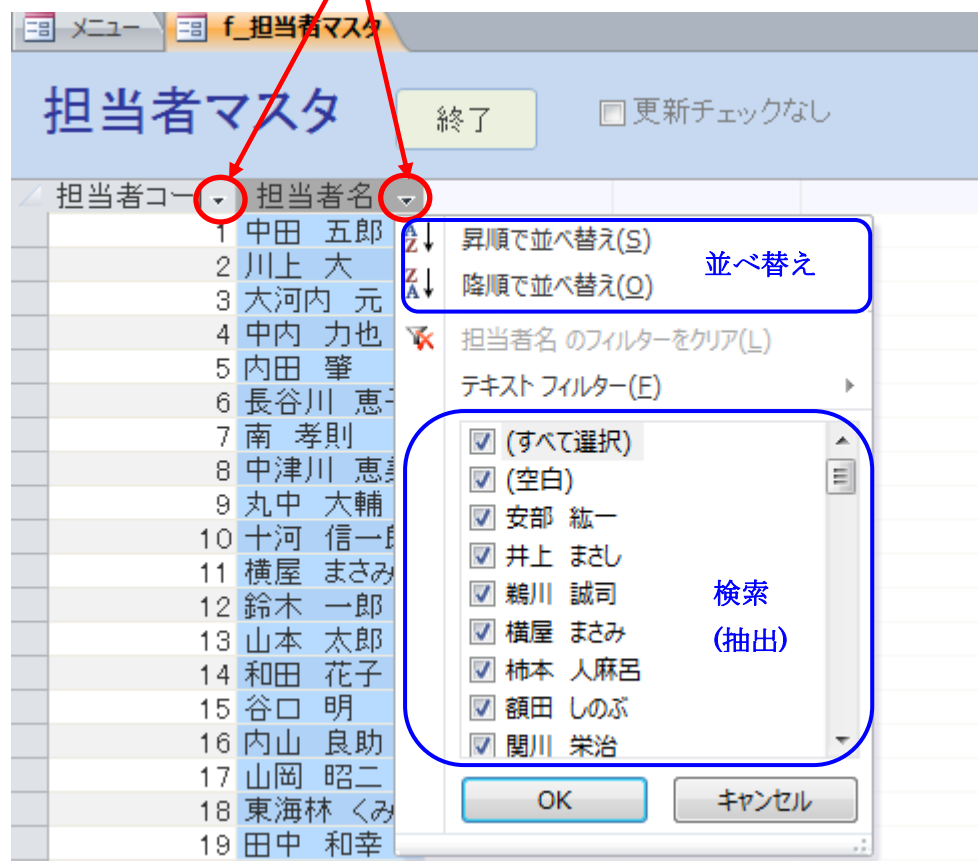 メニュー f_担当者マスタ
担当者マスタ 終了 更新チェックなし
担当者コー 担当者名
1 中田 五郎
2 川上 大
3 大河内 元
4 中内 力也
5 内田 肇
6 長谷川 恵子
7 南 孝則
8 中津川 恵美
9 丸中 大輔
10 十河 信一郎
11 横屋 まさみ
12 鈴木 一郎
13 山本 太郎
14 和田 花子
15 谷口 明
16 内山 良助
17 山岡 昭二
18 東海林 くみ
19 田中 和幸
昇順で並べ替え(S)
降順で並べ替え(O)
並べ替え
担当者名 のフィルターをクリア(L)
テキスト フィルター(F)
(すべて選択)
(空白)
安部 紘一
井上 まさし
鵜川 誠司
横屋 まさみ
柿本 人麻呂
額田 しのぶ
関川 栄治
検索
(抽出)
OK キャンセル